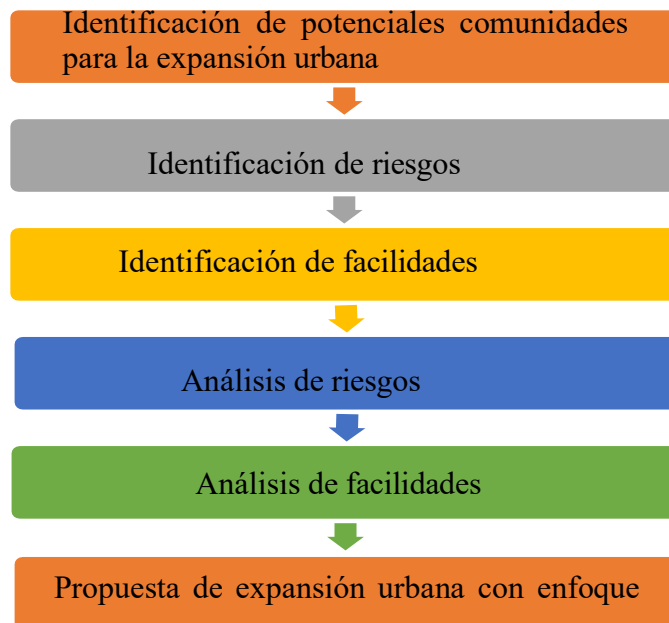 Identificación de potenciales comunidades
para la expansión urbana
Identificación de riesgos
Identificación de facilidades
Análisis de riesgos
Análisis de facilidades
Propuesta de expansión urbana con enfoque